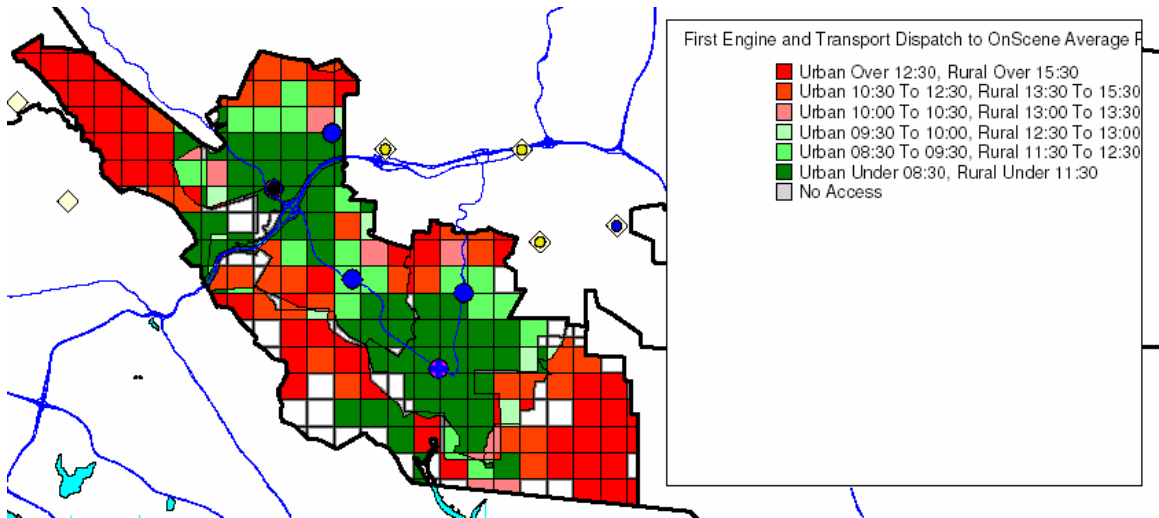 First Engine and Transport Dispatch to OnScene Average
Urban Over 12:30, Rural Over 15:30
Urban 10:30 To 12:30, Rural 13:30 To 15:30
Urban 10:00 To 10:30, Rural 13:00 To 13:30
Urban 09:30 To 10:00, Rural 12:30 To 13:00
Urban 08:30 To 09:30, Rural 11:30 To 12:30
Urban Under 08:30, Rural Under 11:30
No Access